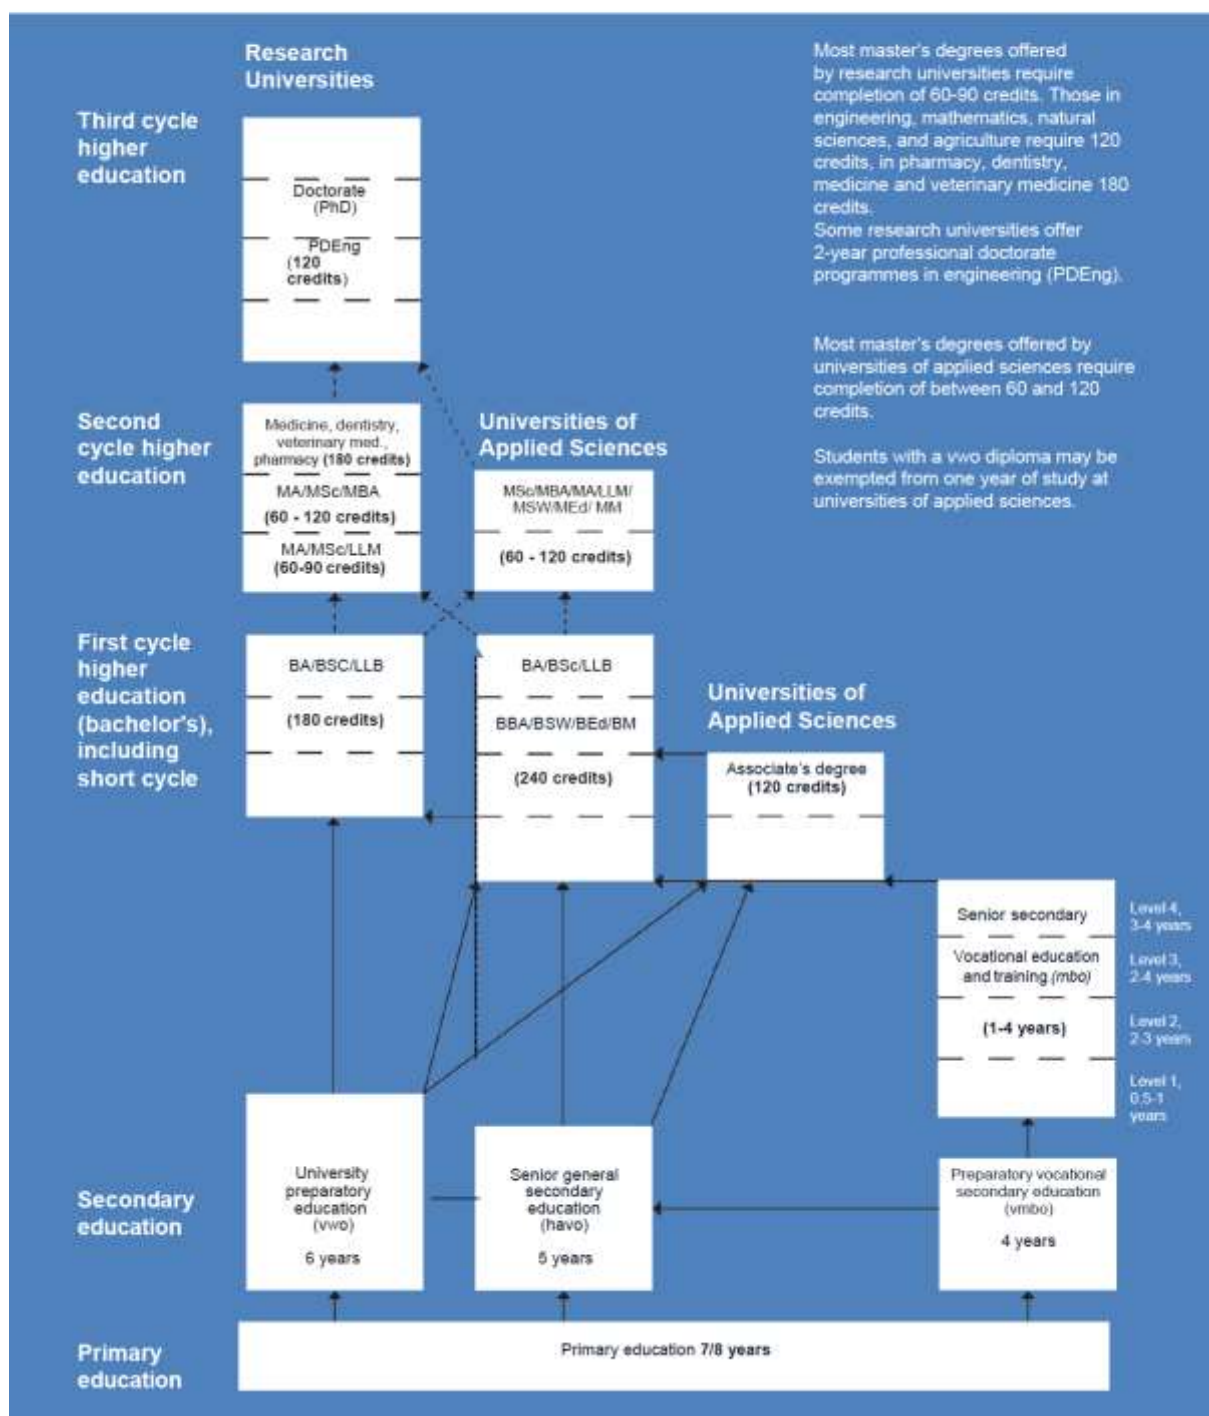 Research
Universities
Most master's degrees offered
by research universities require
completion of 60-90 credits. Those in
engineering, mathematics, natural
sciences, and agriculture require 120
credits, in pharmacy, dentistry,
medicine and veterinary medicine 180
credits.
Some research universities offer
2-year professional doctorate
programmes in engineering (PDEng).
Most master's degrees offered by
universities of applied sciences require
completion of between 60 and 120
credits.
Students with a vwo diploma may be
exempted from one year of study at
universities of applied sciences.
Third cycle
higher
education
Doctorate
(PhD)
PDEng
(120
credits)
Second
cycle higher
education
Medicine, dentistry,
veterinary med.,
pharmacy (180 credits)
MA/MSc/MBA
(60 - 120 credits)
MA/MSc/LLM
(60-90 credits)
Universities of
Applied Sciences
MSc/MBA/MA/LLM/
MSW/MEd/ MM
(60 - 120 credits)
First cycle
higher
education
(bachelor's),
including
short cycle
BA/BSC/LLB
(180 credits)
BA/BSc/LLB
BBA/BSW/BEd/BM
(240 credits)
Universities of
Applied Sciences
Associate's degree
(120 credits)
Senior secondary
Vocational education
and training (mbo)
(1-4 years)
Level 4,
3-4 years
Level 3,
2-4 years
Level 2,
2-3 years
Level 1,
0,5-1
years
Secondary
education
University
preparatory
education
(vwo)
6 years
Senior general
secondary
education
(havo)
5 years
Preparatory vocational
secondary education
(vmbo)
4 years
Primary
education
Primary education 7/8 years